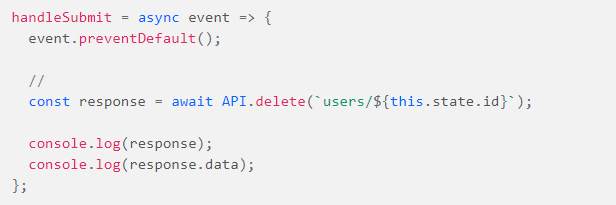 handleSubmit = async event => {
  event.preventDefault();

  //
  const response = await API.delete(`users/${this.state.id}`);

  console.log(response);
  console.log(response.data);
};